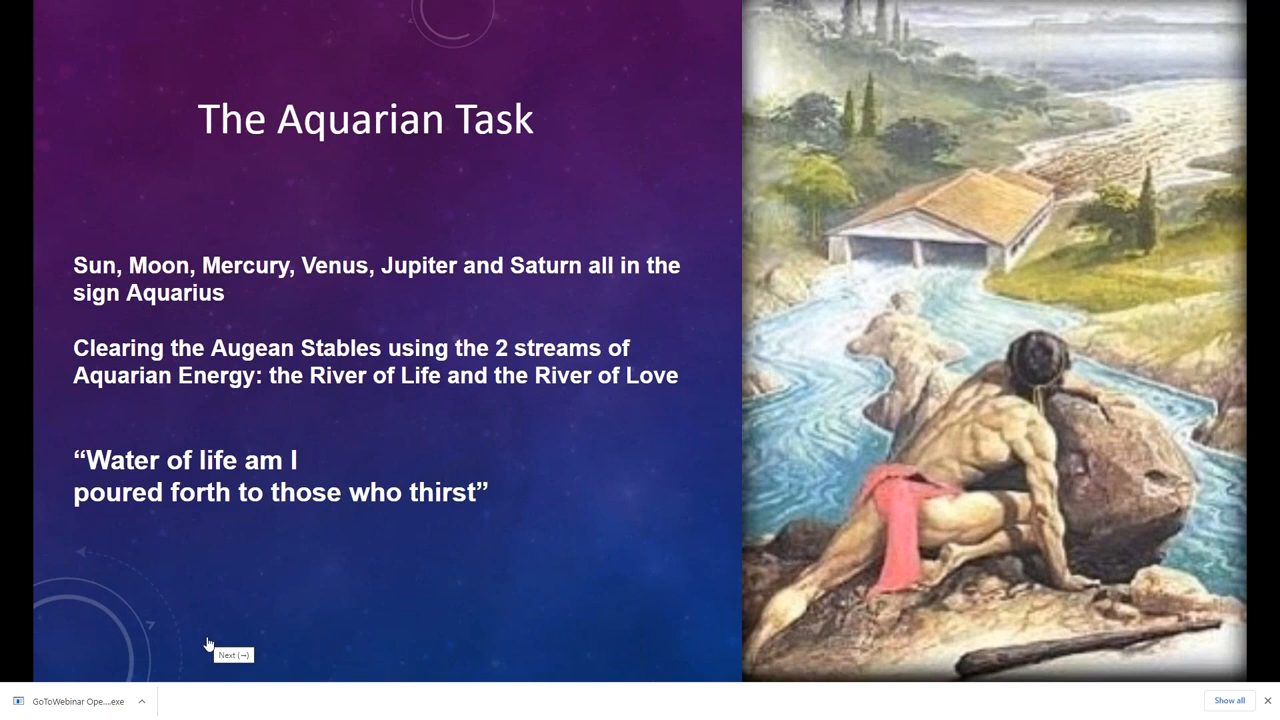 The Aquarian Task
Sun, Moon, Mercury, Venus, Jupiter and Saturn all in the
sign Aquarius
Clearing the Augean Stables using the 2 streams of
Aquarian Energy: the River of Life and the River of Love
“Water of life am I
poured forth to those who thirst”
Next (→)
GoToWebinar Ope....exe
Show all